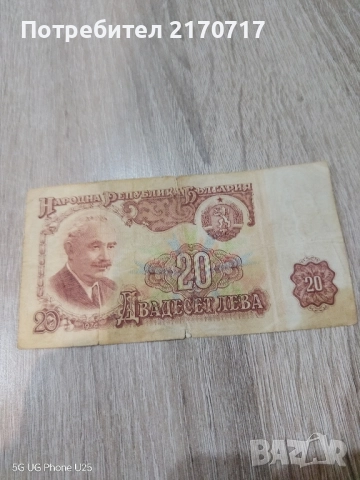 Потребител 2170717
НАРОДНА РЕПУБЛИКА БЪЛГАРИЯ
20
20
20
ДВАДЕСЕТ ЛЕВА
5G UG Phone U25
BAZAR